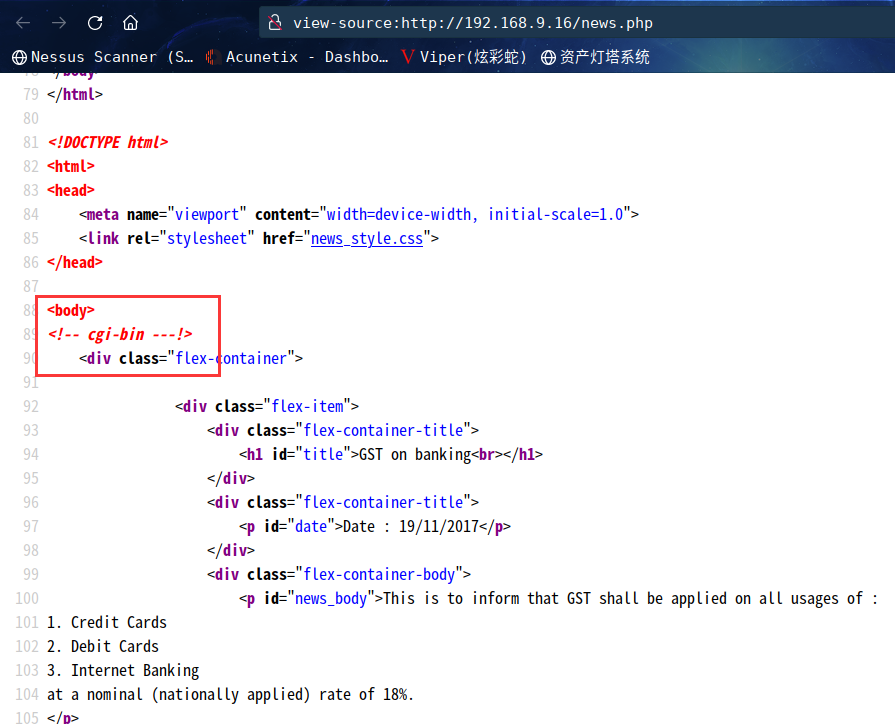 view-source:http://192.168.9.16/news.php
Nessus Scanner (S… Acunetix - Dashbo… Viper(炫彩蛇) 资产灯塔系统
78 </body>
79 </html>
80
81 <!DOCTYPE html>
82 <html>
83 <head>
84 <meta name="viewport" content="width=device-width, initial-scale=1.0">
85 <link rel="stylesheet" href="news_style.css">
86 </head>
87
88 <body>
89 <!-- cgi-bin ---!>
90 <div class="flex-container">
91
92 <div class="flex-item">
93 <div class="flex-container-title">
94 <h1 id="title">GST on banking<br></h1>
95 </div>
96 <div class="flex-container-title">
97 <p id="date">Date : 19/11/2017</p>
98 </div>
99 <div class="flex-container-body">
100 <p id="news_body">This is to inform that GST shall be applied on all usages of :
101 1. Credit Cards
102 2. Debit Cards
103 3. Internet Banking
104 at a nominal (nationally applied) rate of 18%.
105 </p>